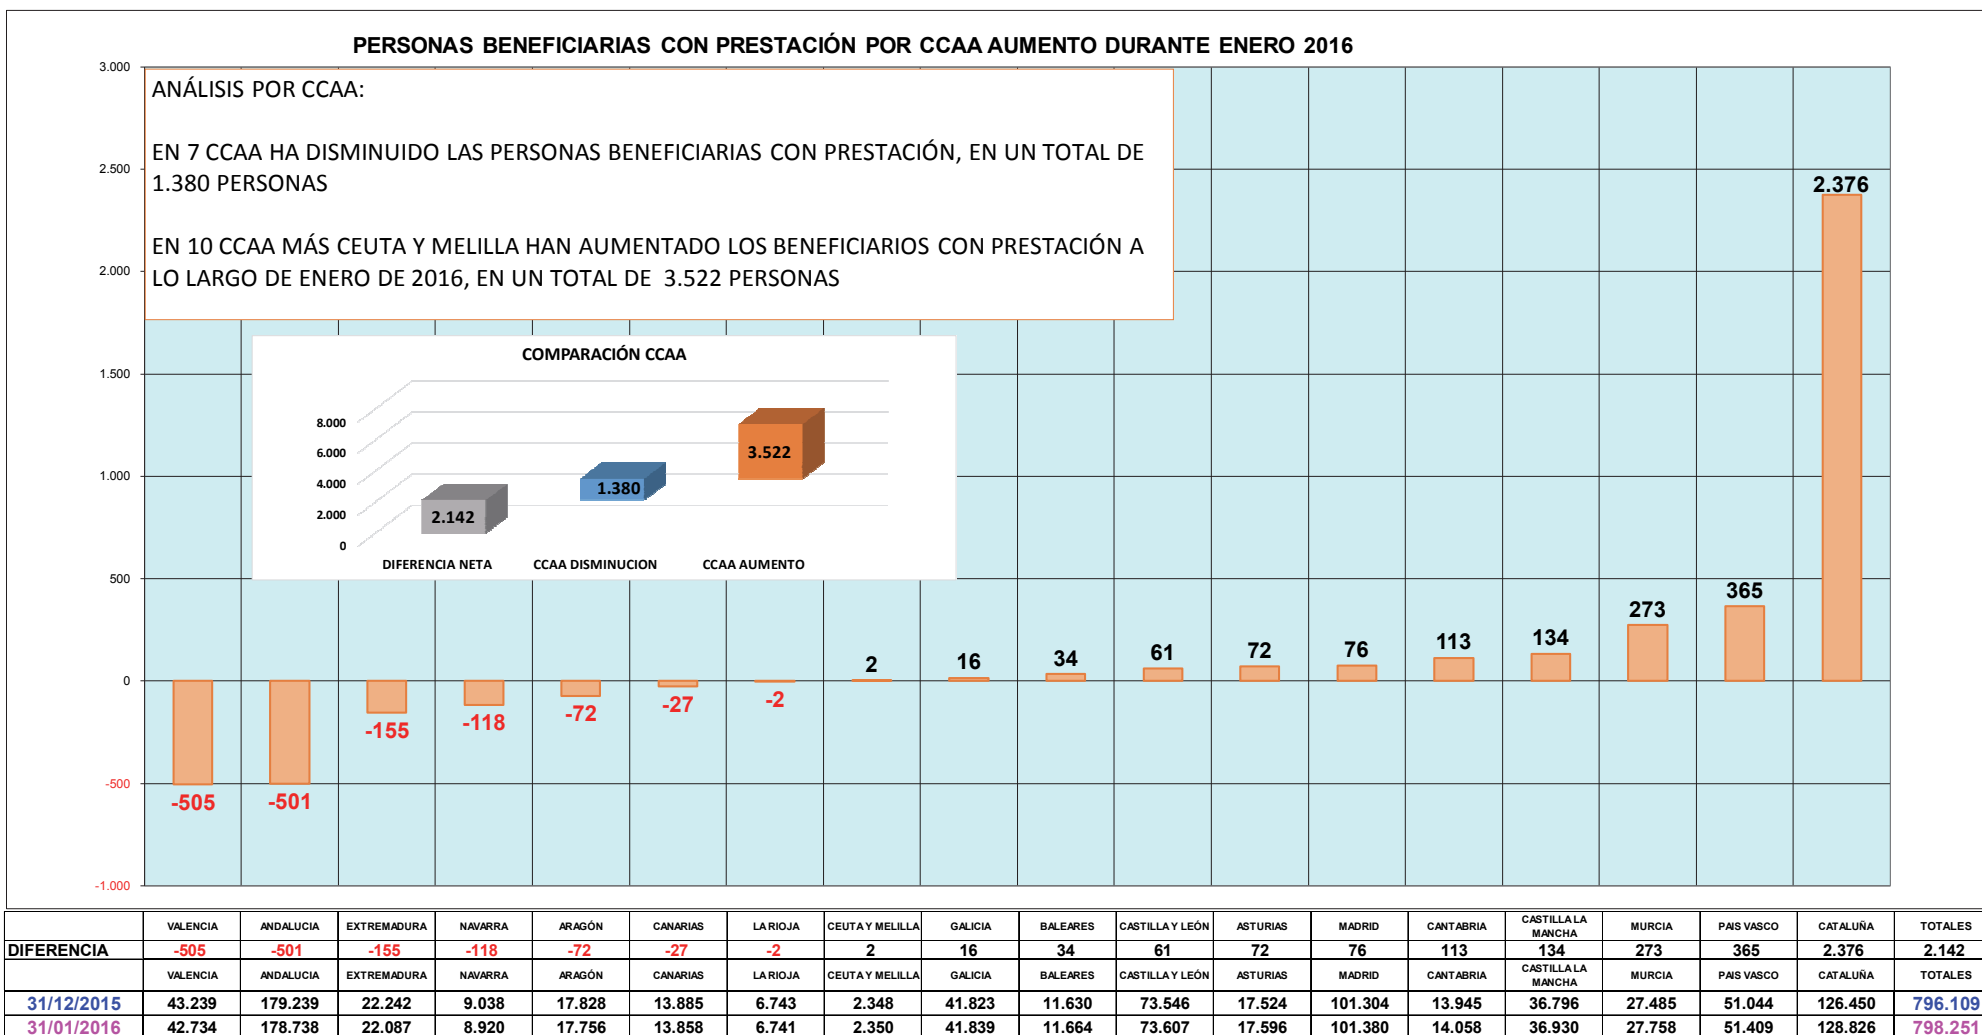 PERSONAS BENEFICIARIAS CON PRESTACIÓN POR CCAA AUMENTO DURANTE ENERO 2016
3.000
2.500
2.000
1.500
1.000
500
0
-500
-1.000
ANÁLISIS POR CCAA:
EN 7 CCAA HA DISMINUIDO LAS PERSONAS BENEFICIARIAS CON PRESTACIÓN, EN UN TOTAL DE
1.380 PERSONAS
EN 10 CCAA MÁS CEUTA Y MELILLA HAN AUMENTADO LOS BENEFICIARIOS CON PRESTACIÓN A
LO LARGO DE ENERO DE 2016, EN UN TOTAL DE 3.522 PERSONAS
COMPARACIÓN CCAA
8.000
6.000
4.000
2.000
0
2.142
1.380
3.522
DIFERENCIA NETA CCAA DISMINUCION CCAA AUMENTO
-505 -501 -155 -118 -72 -27 -2 2 16 34 61 72 76 113 134 273 365 2.376
VALENCIA ANDALUCIA EXTREMADURA NAVARRA ARAGÓN CANARIAS LA RIOJA CEUTA Y MELILLA GALICIA BALEARES CASTILLA Y LEÓN ASTURIAS MADRID CANTABRIA CASTILLA LA MANCHA MURCIA PAIS VASCO CATALUÑA TOTALES
DIFERENCIA -505 -501 -155 -118 -72 -27 -2 2 16 34 61 72 76 113 134 273 365 2.376 2.142
VALENCIA ANDALUCIA EXTREMADURA NAVARRA ARAGÓN CANARIAS LA RIOJA CEUTA Y MELILLA GALICIA BALEARES CASTILLA Y LEÓN ASTURIAS MADRID CANTABRIA CASTILLA LA MANCHA MURCIA PAIS VASCO CATALUÑA TOTALES
31/12/2015 43.239 179.239 22.242 9.038 17.828 13.885 6.743 2.348 41.823 11.630 73.546 17.524 101.304 13.945 36.796 27.485 51.044 126.450 796.109
31/01/2016 42.734 178.738 22.087 8.920 17.756 13.858 6.741 2.350 41.839 11.664 73.607 17.596 101.380 14.058 36.930 27.758 51.409 128.826 798.251